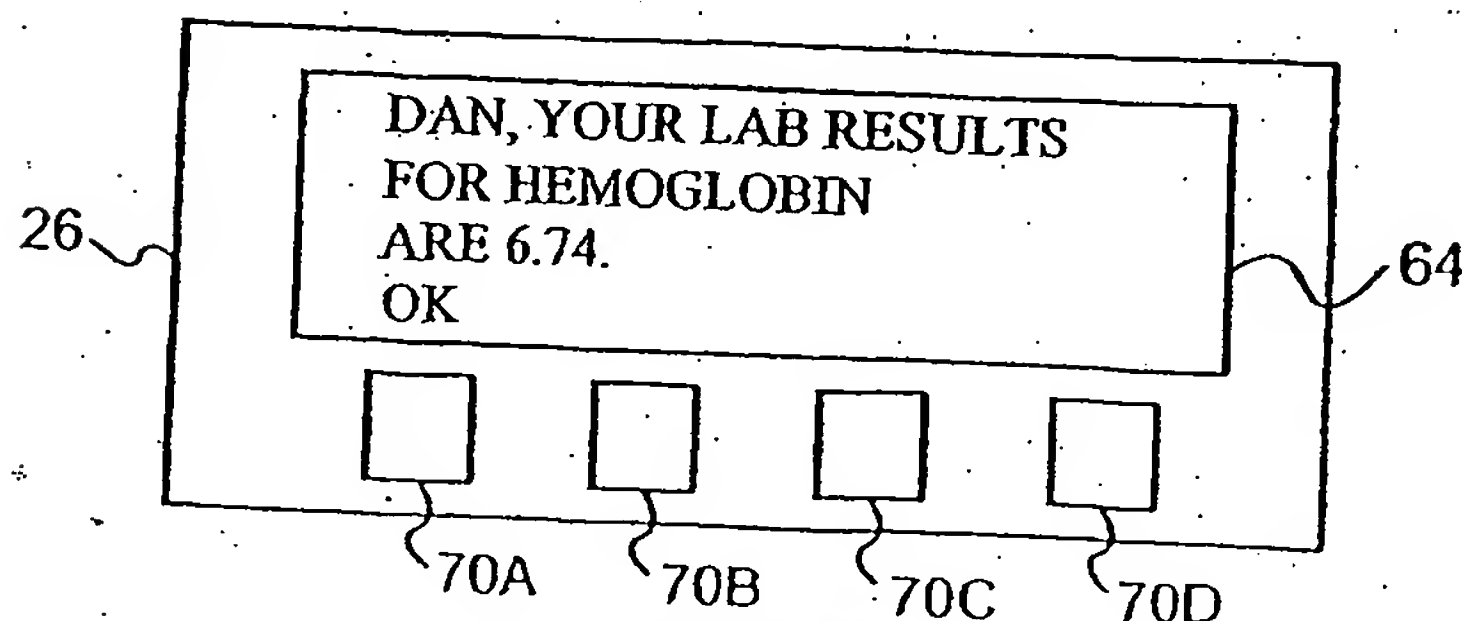 DAN, YOUR LAB RESULTS
FOR HEMOGLOBIN
ARE 6.74.
OK
26
64
70A
70B
70C
70D